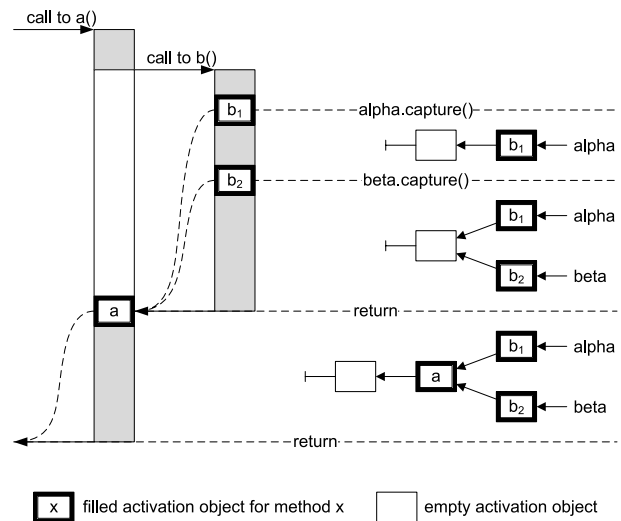 call to a()
call to b()
b1
alpha.capture()
b1
alpha
b2
beta.capture()
b1
alpha
b2
beta
a
return
b1
alpha
a
b2
beta
return
x
filled activation object for method x
empty activation object